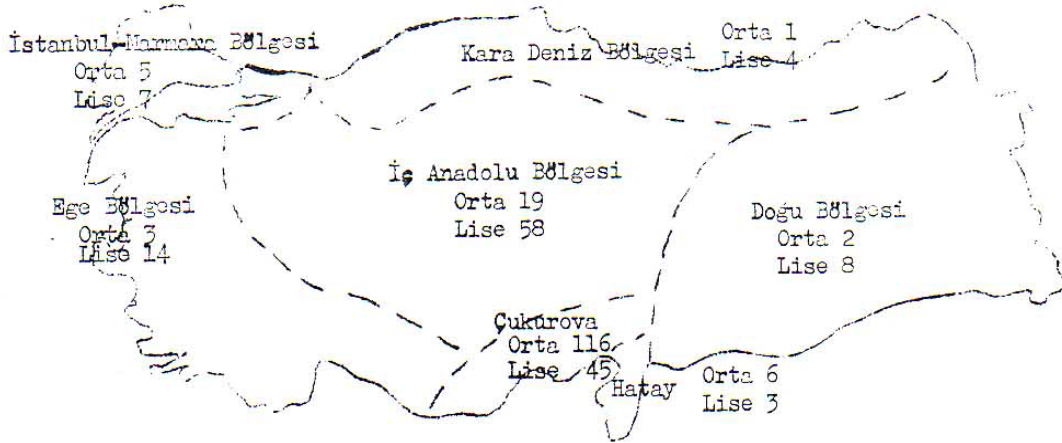 İstanbul-Marmara Bölgesi
Orta 5
Lise 7
Kara Deniz Bölgesi
Orta 1
Lise 4
İç Anadolu Bölgesi
Orta 19
Lise 58
Ege Bölgesi
Orta 3
Lise 14
Doğu Bölgesi
Orta 2
Lise 8
Çukurova
Orta 116
Lise 45
Hatay
Orta 6
Lise 3